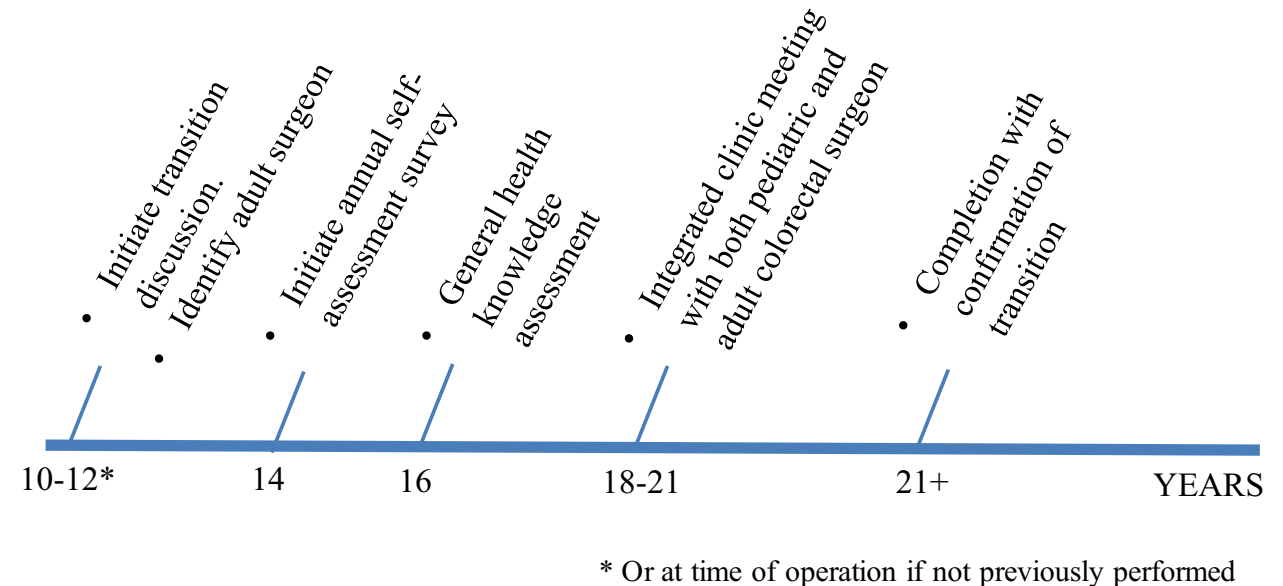 • Initiate transition
discussion.
• Identify adult surgeon
• Initiate annual self-
assessment survey
• General health
knowledge
assessment
• Integrated clinic meeting
with both pediatric and
adult colorectal surgeon
• Completion with
confirmation of
transition
10-12*
14
16
18-21
21+
YEARS
* Or at time of operation if not previously performed